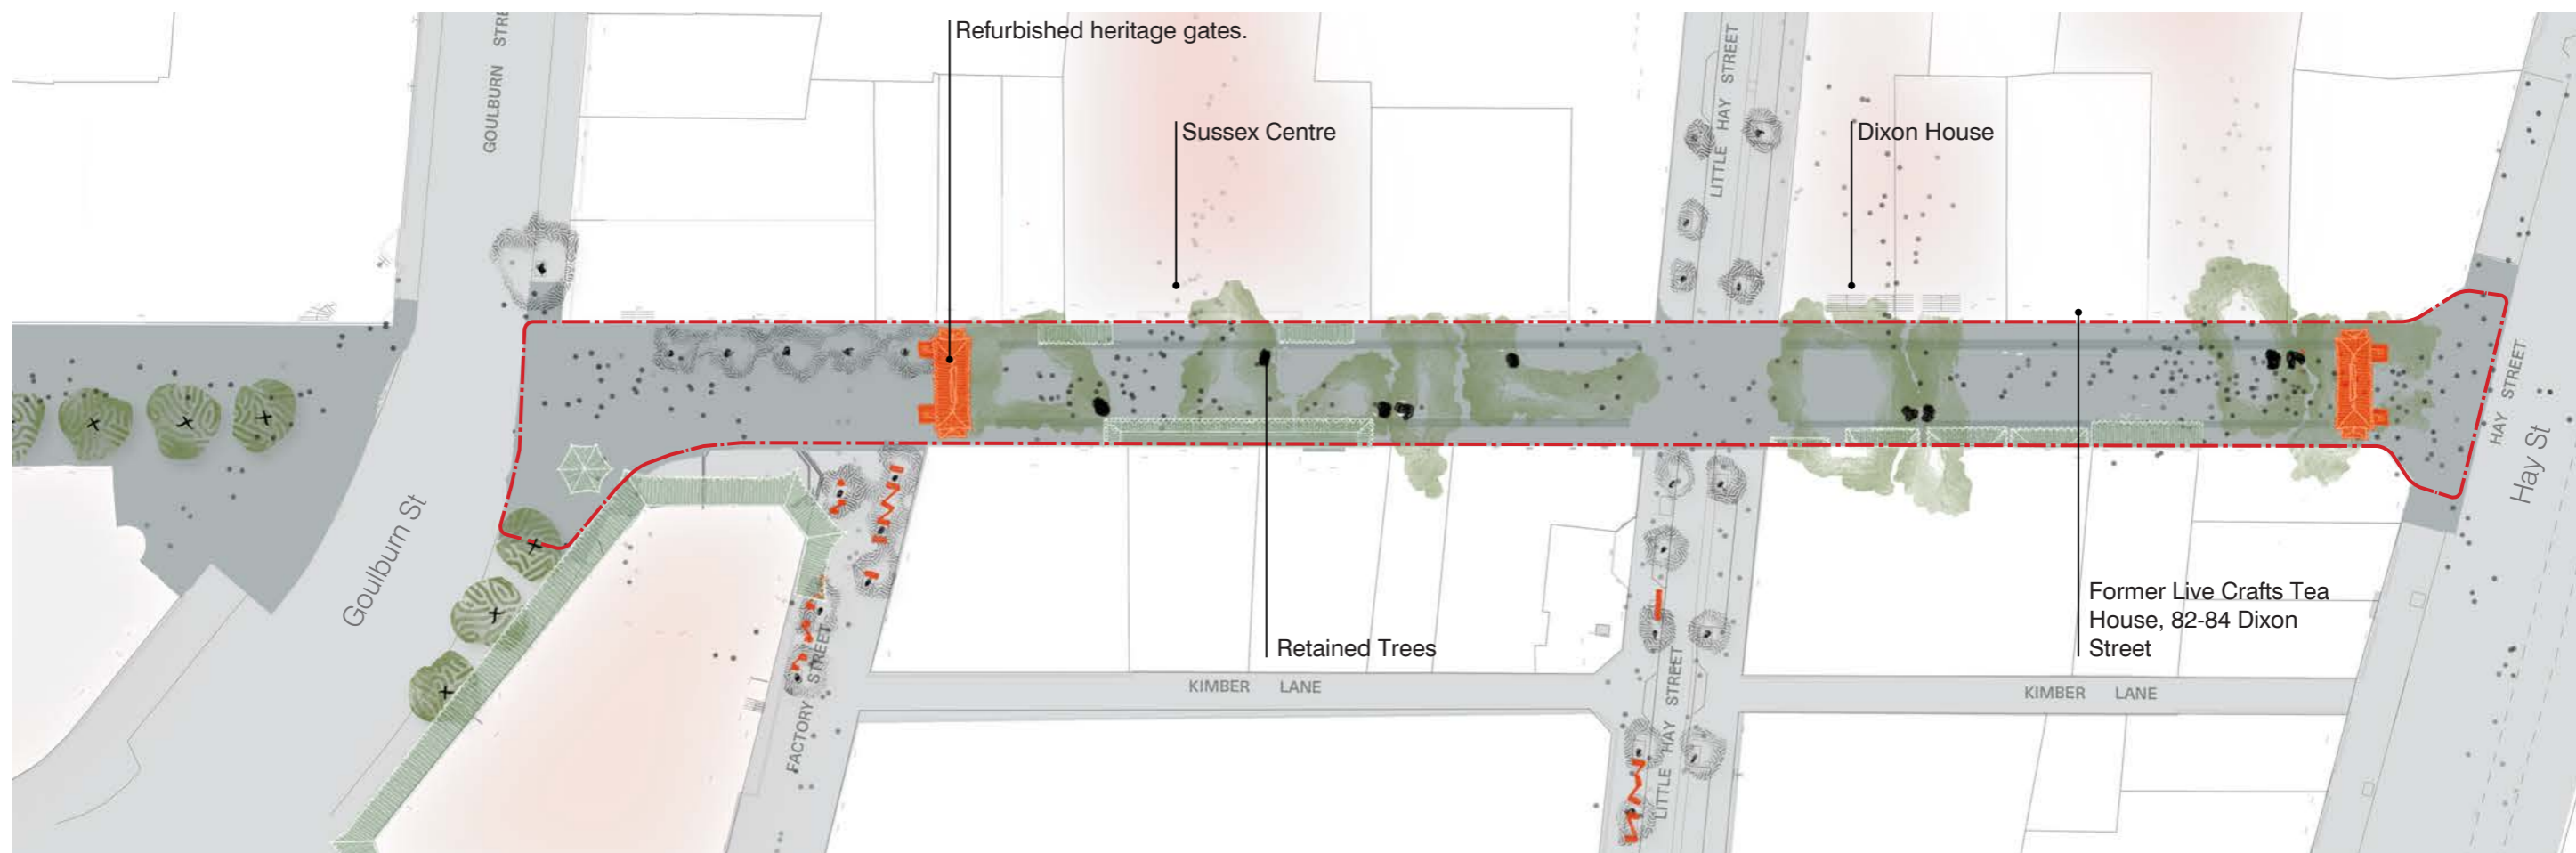 Refurbished heritage gates.
GOULBURN STRE
Sussex Centre
LITTLE HAY STREET
Dixon House
HAY STREET
Hay St
Goulburn St
Former Live Crafts Tea
House, 82-84 Dixon
Street
Retained Trees
FACTORY STREET
KIMBER LANE
LITTLE HAY STREET
KIMBER LANE